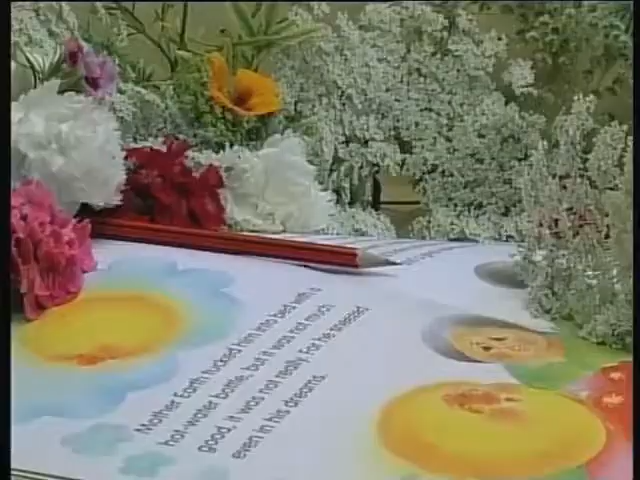 Mother Earth tucked him into bed with a
hot-water bottle, but it was not much
good, it was not really. For he sneezed
even in his dreams.